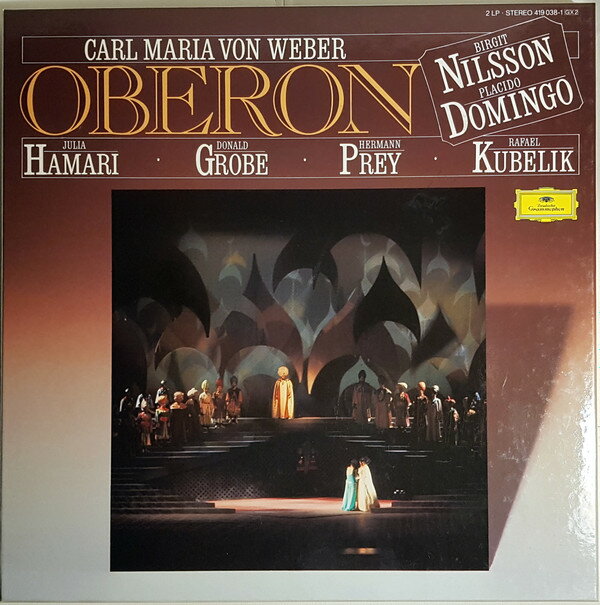 2 LP · STEREO 419 038-1 GX2
CARL MARIA VON WEBER
OBERON
BIRGIT
NILSSON
PLACIDO
DOMINGO
JULIA
HAMARI
·
DONALD
GROBE
·
HERMANN
PREY
·
RAFAEL
KUBELIK
Deutsche
Grammophon